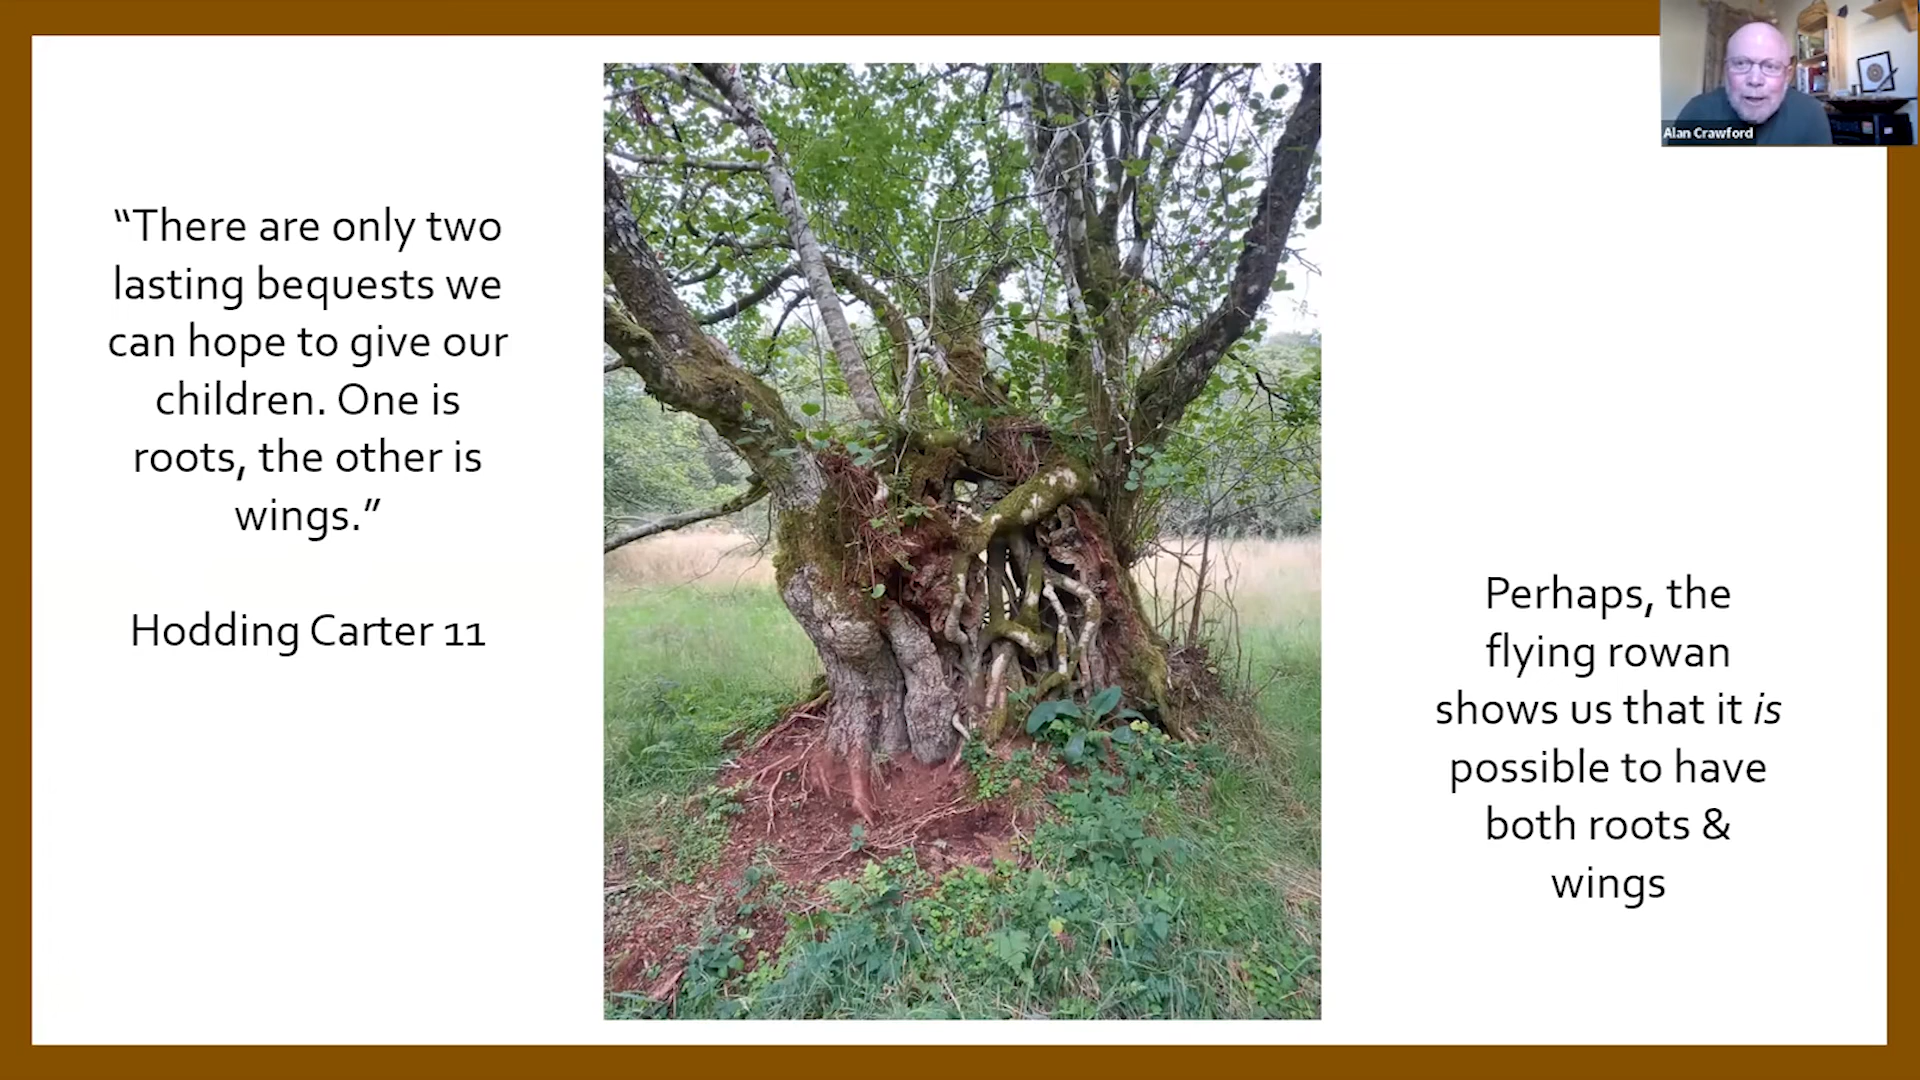 “There are only two
lasting bequests we
can hope to give our
children. One is
roots, the other is
wings.”
Hodding Carter 11
Perhaps, the
flying rowan
shows us that it is
possible to have
both roots &
wings
Alan Crawford